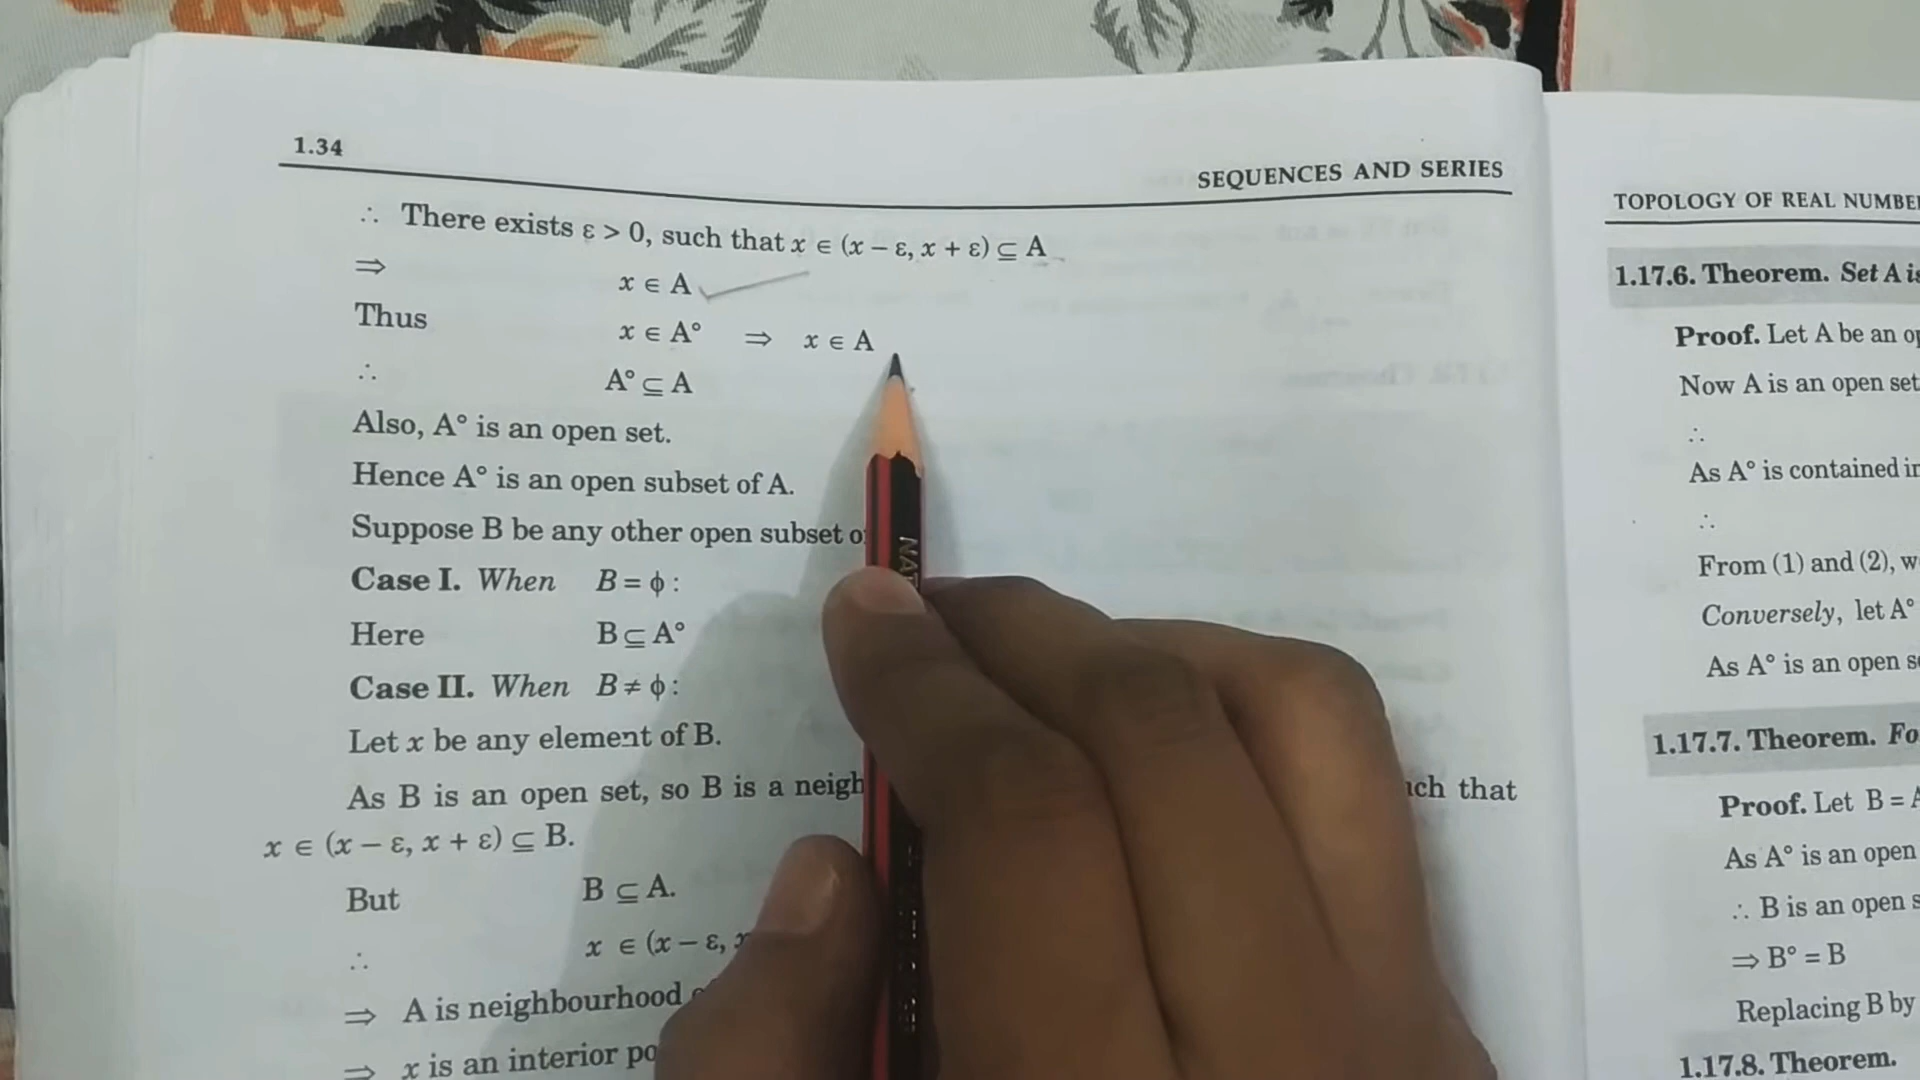 1.34
SEQUENCES AND SERIES
∴ There exists ε > 0, such that x ∈ (x – ε, x + ε) ⊆ A
⇒ x ∈ A
Thus x ∈ A° ⇒ x ∈ A
∴ A° ⊆ A
Also, A° is an open set.
Hence A° is an open subset of A.
Suppose B be any other open subset
Case I. When B = φ :
Here B ⊆ A°
Case II. When B ≠ φ :
Let x be any element of B.
As B is an open set, so B is a that
x ∈ (x – ε, x + ε) ⊆ B.
But B ⊆ A.
∴ x ∈ (x – ε,
⇒ A is neighbourhood
⇒ x is an interior
TOPOLOGY OF REAL
1.17.6. Theorem. Set A
Proof. Let A be an
Now A is an open set
∴
As A° is contained
∴
From (1) and (2),
Conversely, let A°
As A° is an open
1.17.7. Theorem.
Proof. Let B =
As A° is an open
∴ B is an open
⇒ B° = B
Replacing B by
1.17.8. Theorem.